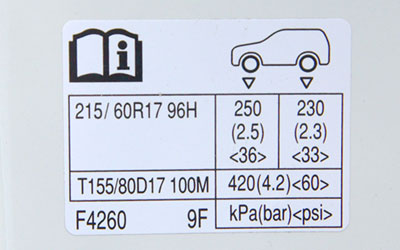 i
215/ 60R17 96H 250 230
(2.5) (2.3)
<36> <33>
T155/80D17 100M 420(4.2)<60>
F4260 9F kPa(bar)<psi>